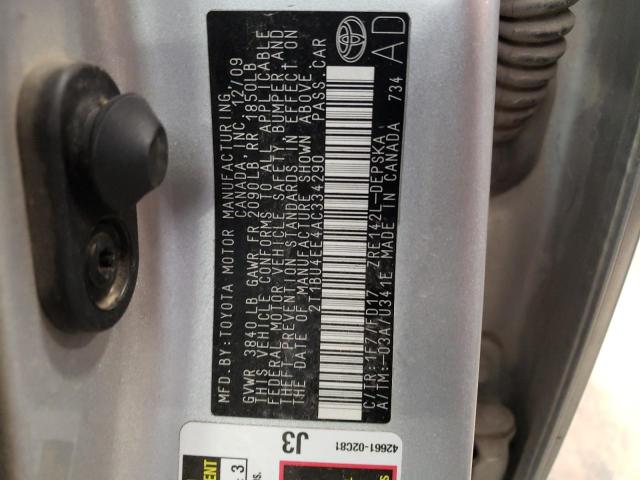 MFD.BY:TOYOTA MOTOR MANUFACTURING
CANADA, INC. 12/09
GVWR 3840LB GAWR FR 2090LB RR 1850LB
THIS VEHICLE CONFORMS TO ALL APPLICABLE
FEDERAL MOTOR VEHICLE SAFETY, BUMPER AND
THEFT PREVENTION STANDARDS IN EFFECT ON
THE DATE OF MANUFACTURE SHOWN ABOVE.
2T1BU4EE4AC334290 PASS.CAR
C/TR:1F7/FD17 ZRE142L-DEPSKA
A/TM:-03A/U341E MADE IN CANADA 734
AD
J3
42661-02C81
3